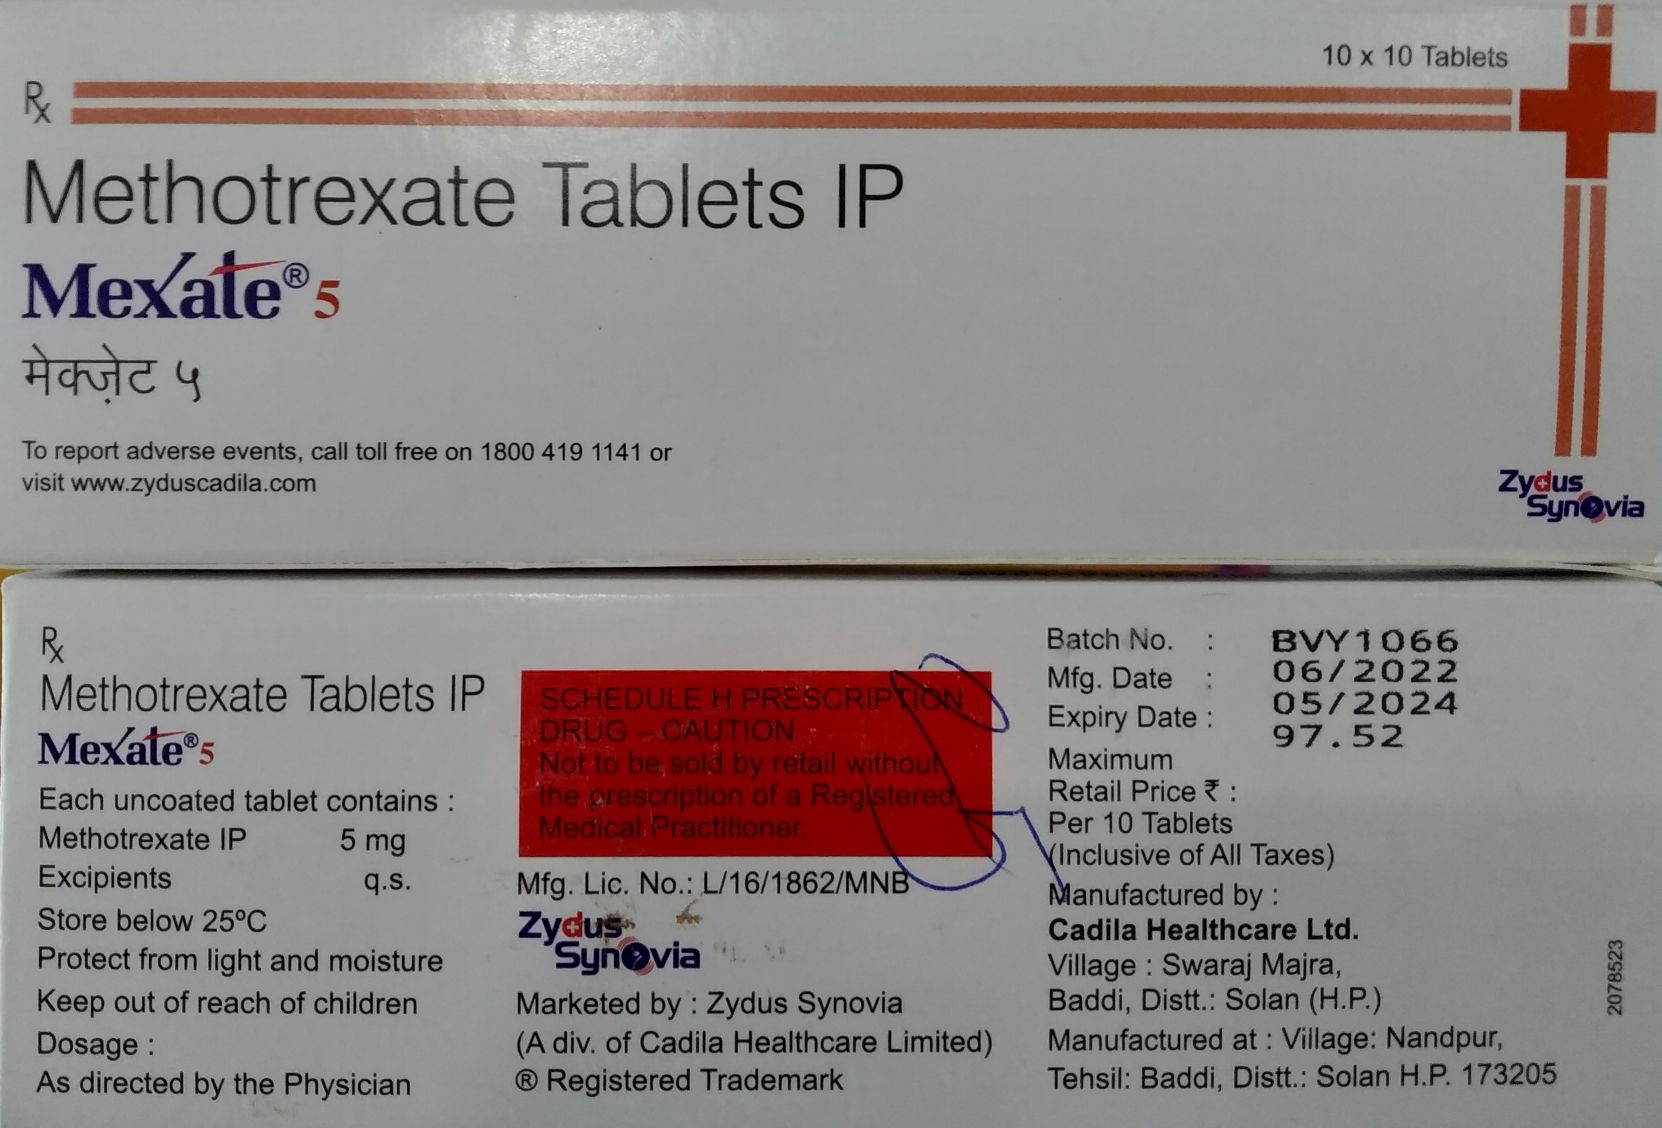 10 x 10 Tablets
Rx
Methotrexate Tablets IP
Mexate® 5
मेक्ज़ेट ५
To report adverse events, call toll free on 1800 419 1141 or
visit www.zyduscadila.com
Zydus
Synovia
Rx
Methotrexate Tablets IP
Mexate® 5
Each uncoated tablet contains :
Methotrexate IP 5 mg
Excipients q.s.
Store below 25ºC
Protect from light and moisture
Keep out of reach of children
Dosage :
As directed by the Physician
SCHEDULE H PRESCRIPTION
DRUG – CAUTION
Not to be sold by retail without
the prescription of a Registered
Medical Practitioner
Mfg. Lic. No.: L/16/1862/MNB
Zydus
Synovia
Marketed by : Zydus Synovia
(A div. of Cadila Healthcare Limited)
® Registered Trademark
Batch No. : BVY1066
Mfg. Date : 06/2022
Expiry Date : 05/2024
97.52
Maximum
Retail Price ₹ :
Per 10 Tablets
(Inclusive of All Taxes)
Manufactured by :
Cadila Healthcare Ltd.
Village : Swaraj Majra,
Baddi, Distt.: Solan (H.P.)
Manufactured at : Village: Nandpur,
Tehsil: Baddi, Distt.: Solan H.P. 173205
2078523